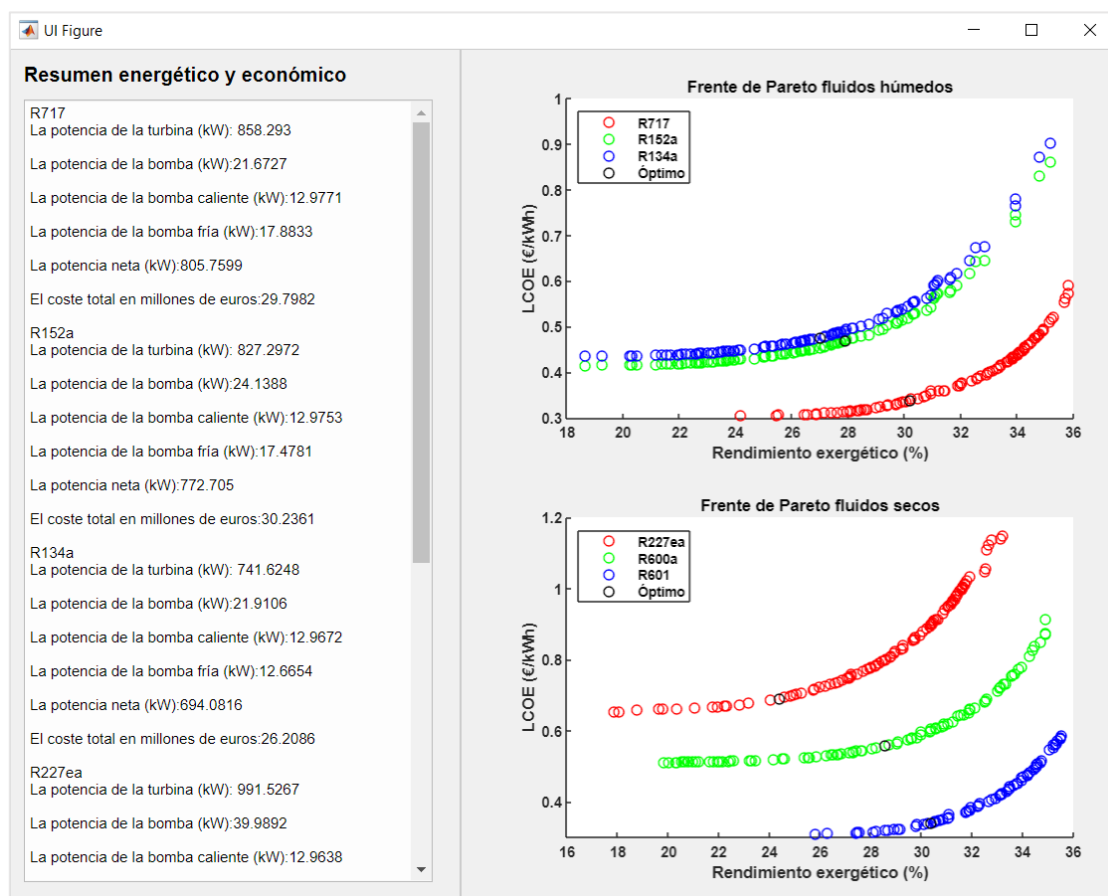 UI Figure
Resumen energético y económico
R717
La potencia de la turbina (kW): 858.293
La potencia de la bomba (kW):21.6727
La potencia de la bomba caliente (kW):12.9771
La potencia de la bomba fría (kW):17.8833
La potencia neta (kW):805.7599
El coste total en millones de euros:29.7982
R152a
La potencia de la turbina (kW): 827.2972
La potencia de la bomba (kW):24.1388
La potencia de la bomba caliente (kW):12.9753
La potencia de la bomba fría (kW):17.4781
La potencia neta (kW):772.705
El coste total en millones de euros:30.2361
R134a
La potencia de la turbina (kW): 741.6248
La potencia de la bomba (kW):21.9106
La potencia de la bomba caliente (kW):12.9672
La potencia de la bomba fría (kW):12.6654
La potencia neta (kW):694.0816
El coste total en millones de euros:26.2086
R227ea
La potencia de la turbina (kW): 991.5267
La potencia de la bomba (kW):39.9892
La potencia de la bomba caliente (kW):12.9638
Frente de Pareto fluidos húmedos
R717
R152a
R134a
Óptimo
LCOE (€/kWh)
1
0.9
0.8
0.7
0.6
0.5
0.4
0.3
18 20 22 24 26 28 30 32 34 36
Rendimiento exergético (%)
Frente de Pareto fluidos secos
R227ea
R600a
R601
Óptimo
LCOE (€/kWh)
1.2
1
0.8
0.6
0.4
16 18 20 22 24 26 28 30 32 34 36
Rendimiento exergético (%)